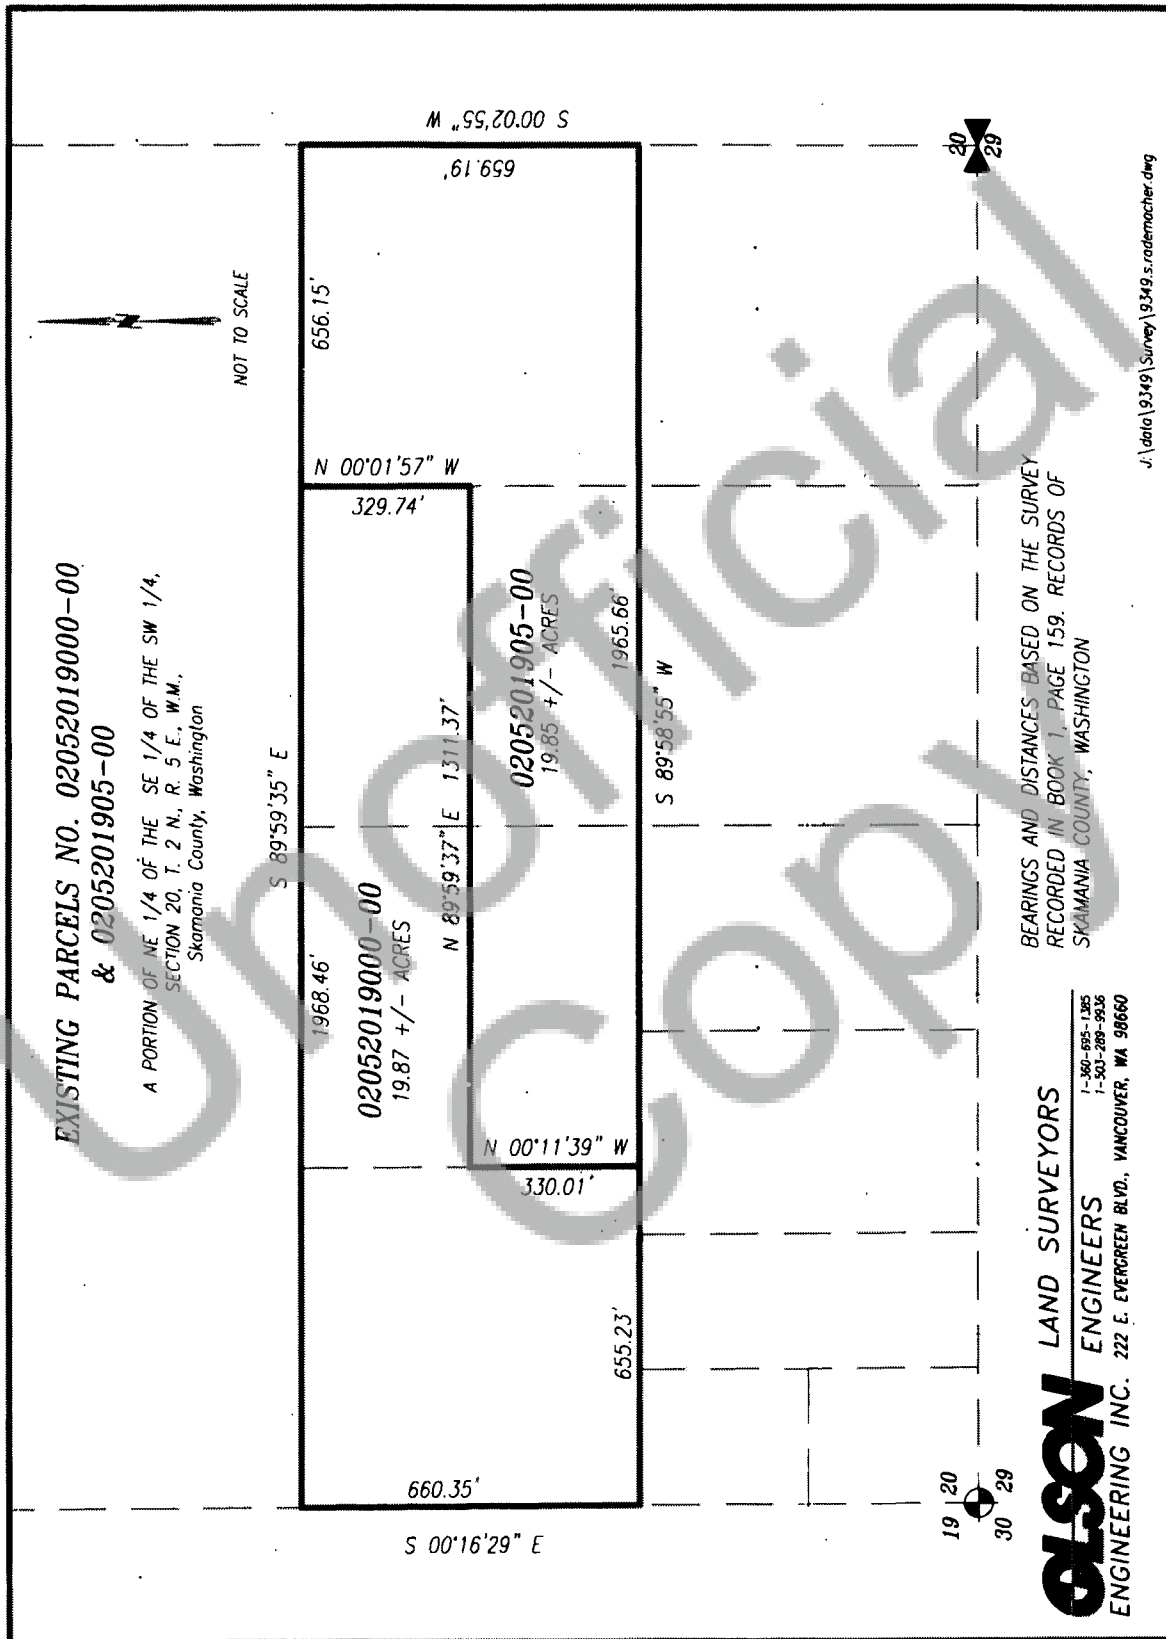 EXISTING PARCELS NO. 0205201900­0-00
& 0205201905-00
A PORTION OF NE 1/4 OF THE SE 1/4 OF THE SW 1/4,
SECTION 20, T. 2 N., R. 5 E., W.M.,
Skamania County, Washington
NOT TO SCALE
N
S 89°59'35" E
1968.46'
656.15'
S 00°02'55" W
659.19'
N 00°01'57" W
329.74'
02052019000-00
19.87 +/- ACRES
N 89°59'37" E 1311.37'
0205201905-00
19.85 +/- ACRES
N 00°11'39" W
330.01'
1965.66'
655.23'
S 89°58'55" W
660.35'
S 00°16'29" E
19 20
30 29
20
29
BEARINGS AND DISTANCES BASED ON THE SURVEY
RECORDED IN BOOK 1, PAGE 159. RECORDS OF
SKAMANIA COUNTY, WASHINGTON
OLSON
ENGINEERING INC.
LAND SURVEYORS
ENGINEERS
1-360-695-1385
1-503-289-9936
222 E. EVERGREEN BLVD., VANCOUVER, WA 98660
J:\data\9349\Survey\9349.s.rademacher.dwg
Unofficial
Copy